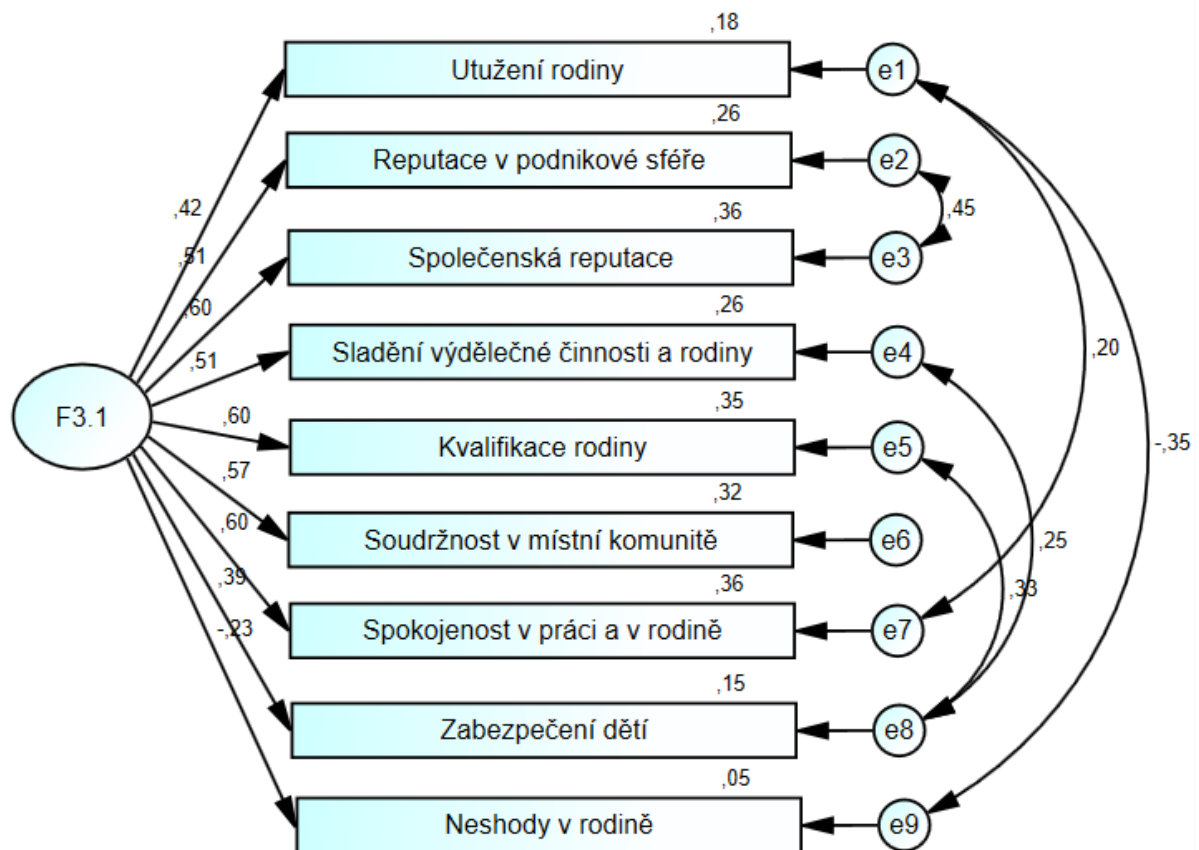 ,18
Utužení rodiny
e1
,26
Reputace v podnikové sféře
e2
,42
,36
,45
,51
Společenská reputace
e3
,60
,26
,51
Sladění výdělečné činnosti a rodiny
e4
,20
F3.1
,60
,35
Kvalifikace rodiny
e5
-,35
,57
,32
,60
Soudržnost v místní komunitě
e6
,25
,39
,36
,33
-,23
Spokojenost v práci a v rodině
e7
,15
Zabezpečení dětí
e8
,05
Neshody v rodině
e9